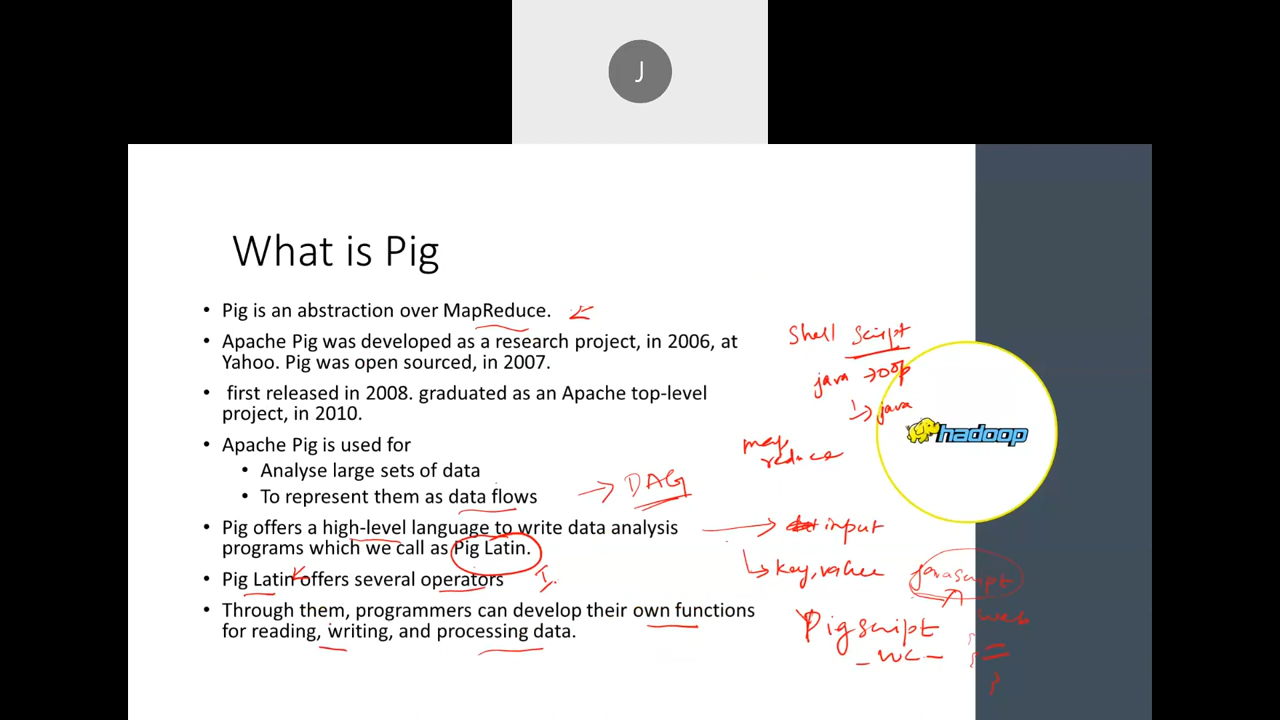 J
What is Pig
• Pig is an abstraction over MapReduce.
• Apache Pig was developed as a research project, in 2006, at
Yahoo. Pig was open sourced, in 2007.
• first released in 2008. graduated as an Apache top-level
project, in 2010.
• Apache Pig is used for
• Analyse large sets of data
• To represent them as data flows
• Pig offers a high-level language to write data analysis
programs which we call as Pig Latin.
• Pig Latin offers several operators
• Through them, programmers can develop their own functions
for reading, writing, and processing data.
Shell Script
java → oop
↳ java
map
reduce
→ DAG
→ input
↳ key, value
javascript
web
Pigscript
- WC -
hadoop